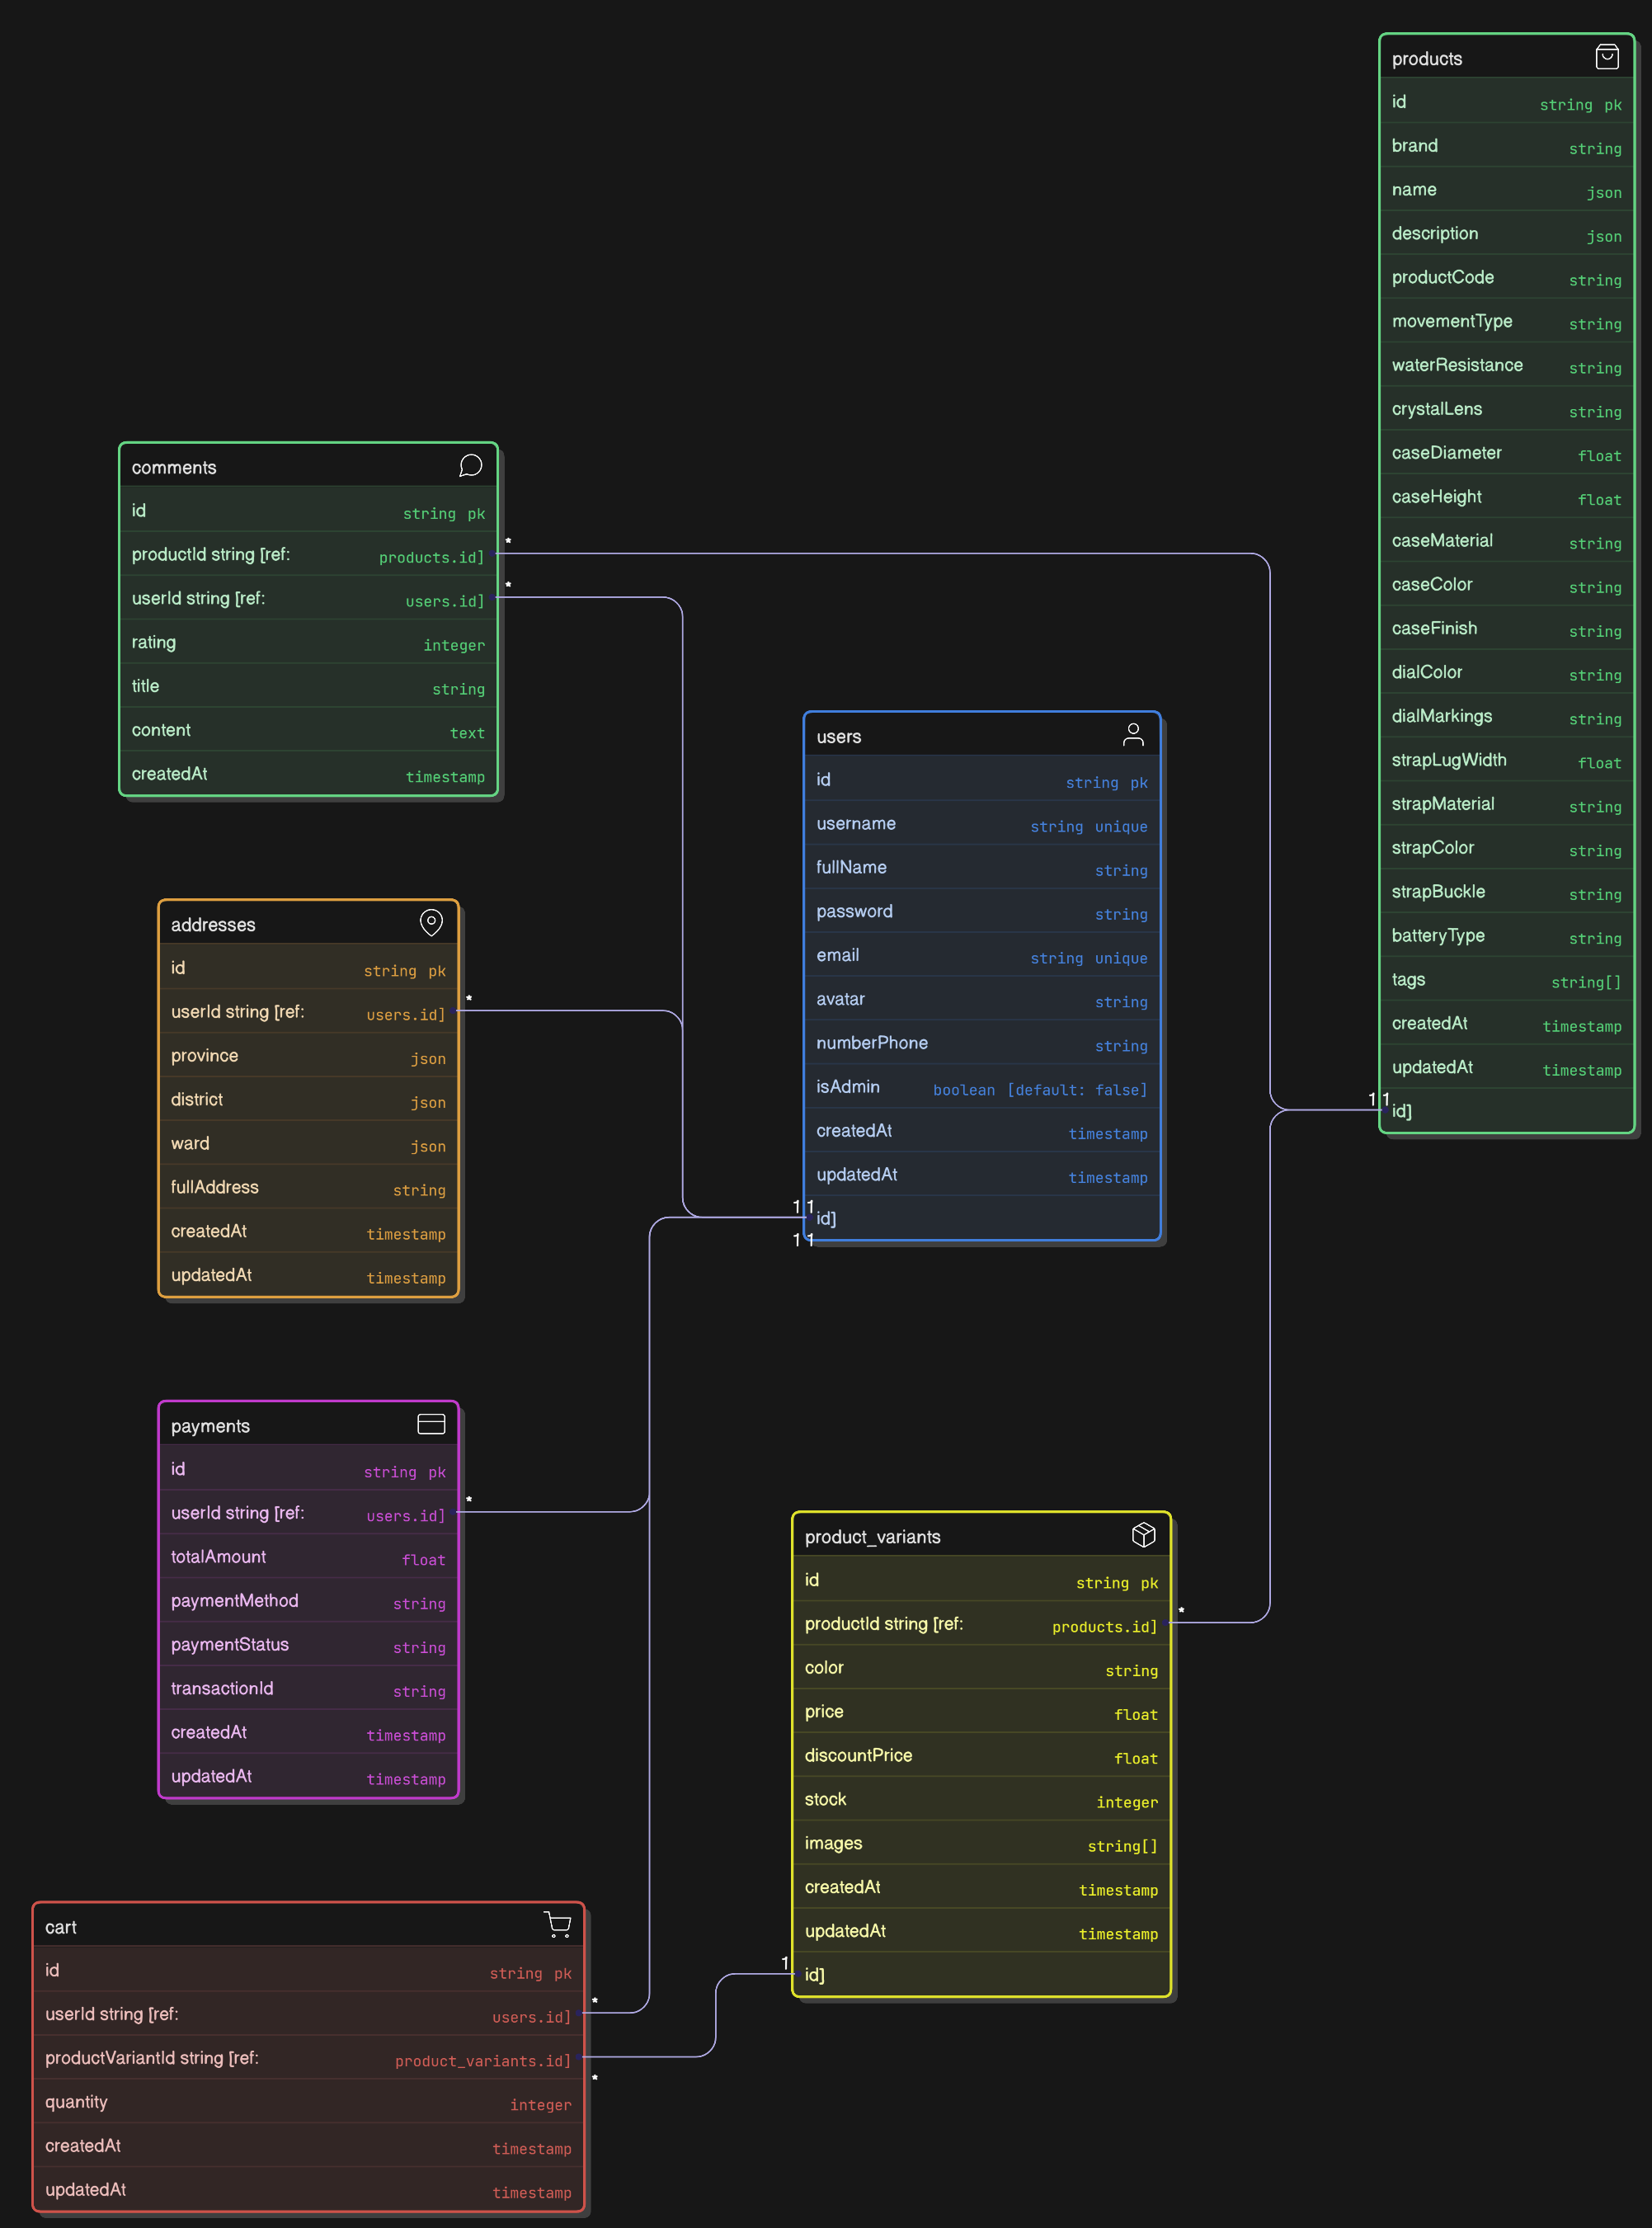 products
id string pk
brand string
name json
description json
productCode string
movementType string
waterResistance string
crystalLens string
caseDiameter float
caseHeight float
caseMaterial string
caseColor string
caseFinish string
dialColor string
dialMarkings string
strapLugWidth float
strapMaterial string
strapColor string
strapBuckle string
batteryType string
tags string[]
createdAt timestamp
updatedAt timestamp
1 1
id]
comments
id string pk
productId string [ref: products.id]
*
userId string [ref: users.id]
*
rating integer
title string
content text
createdAt timestamp
users
id string pk
username string unique
fullName string
password string
email string unique
avatar string
numberPhone string
isAdmin boolean [default: false]
createdAt timestamp
updatedAt timestamp
1 1
id]
1 1
addresses
id string pk
userId string [ref: users.id]
*
province json
district json
ward json
fullAddress string
createdAt timestamp
updatedAt timestamp
payments
id string pk
userId string [ref: users.id]
*
totalAmount float
paymentMethod string
paymentStatus string
transactionId string
createdAt timestamp
updatedAt timestamp
product_variants
id string pk
productId string [ref: products.id]
*
color string
price float
discountPrice float
stock integer
images string[]
createdAt timestamp
updatedAt timestamp
1
id]
cart
id string pk
userId string [ref: users.id]
*
productVariantId string [ref: product_variants.id]
*
quantity integer
createdAt timestamp
updatedAt timestamp